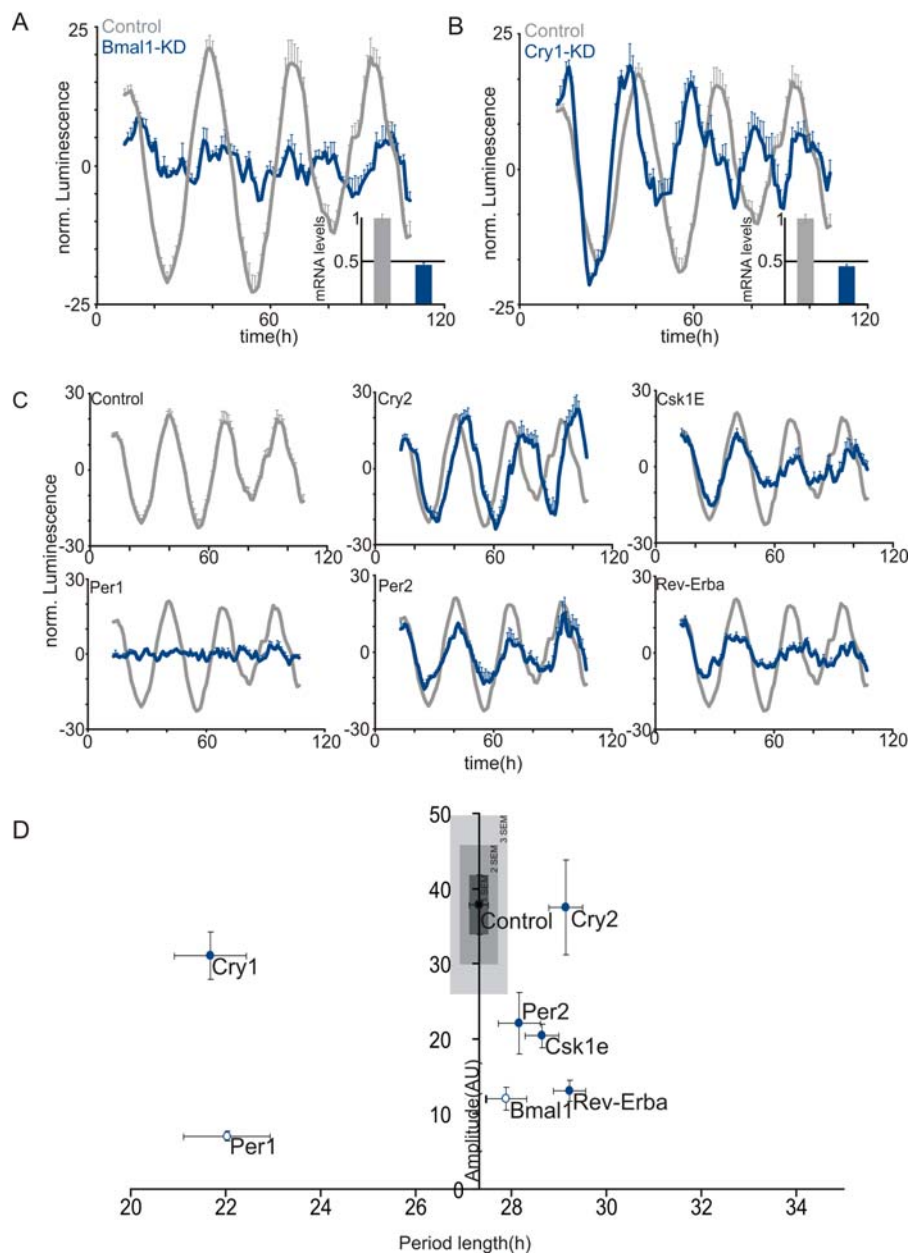 A
Control
Bmal1-KD
25
0
-25
norm. Luminescence
0
60
120
time(h)
mRNA levels
1
0.5
B
Control
Cry1-KD
25
0
-25
norm. Luminescence
0
60
120
time(h)
mRNA levels
1
0.5
C
norm. Luminescence
Control
30
0
-30
0
60
120
Cry2
30
0
-30
0
60
120
Csk1E
30
0
-30
0
60
120
Per1
30
0
-30
0
60
120
Per2
30
0
-30
0
60
120
Rev-Erba
30
0
-30
0
60
120
time(h)
D
50
40
30
20
10
0
Amplitude(AU)
3 SEM
2 SEM
Control
Cry2
Cry1
Per2
Csk1e
Bmal1
Rev-Erba
Per1
20
22
24
26
28
30
32
34
Period length(h)